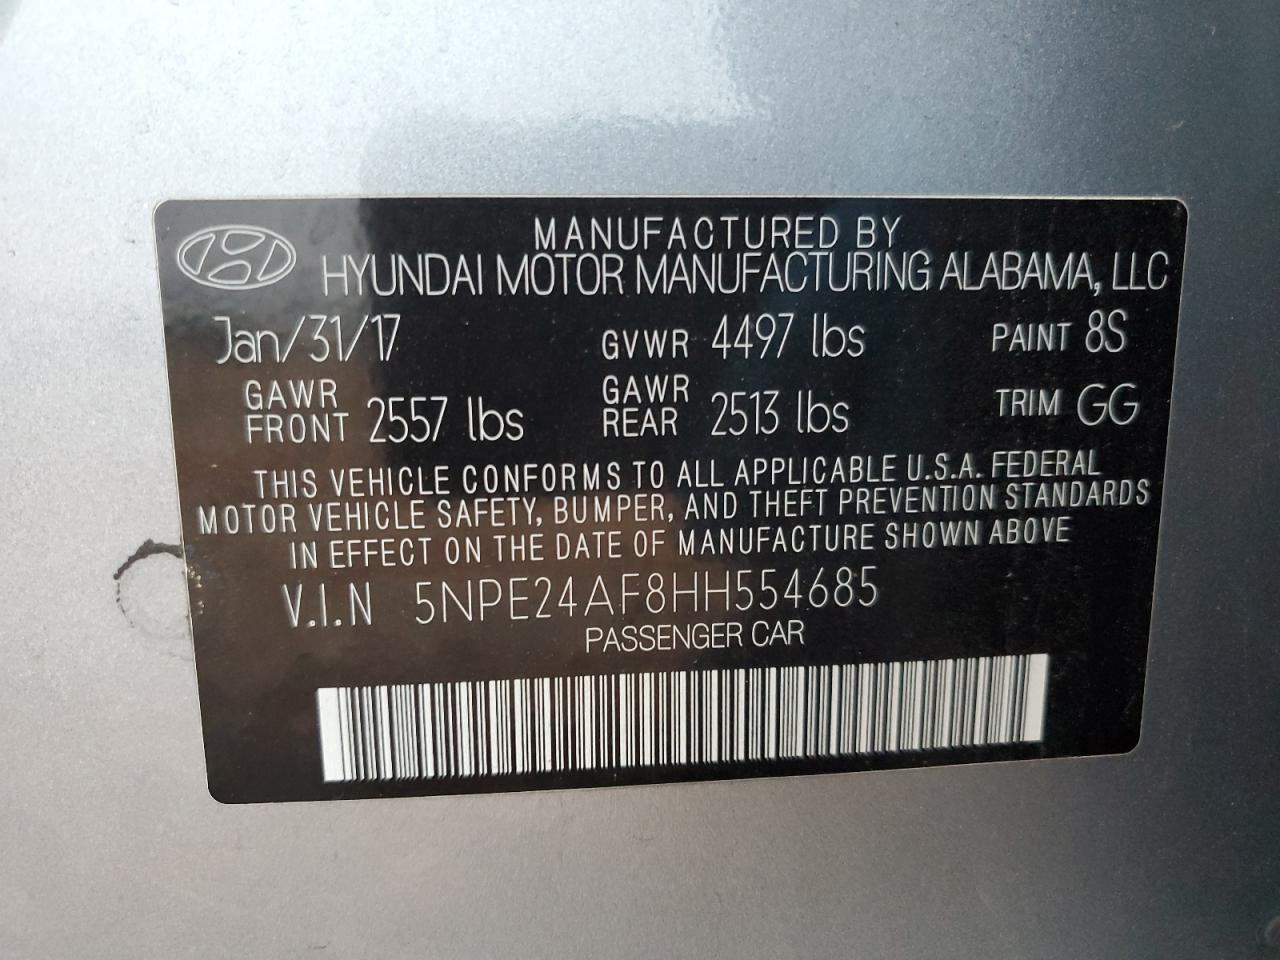 MANUFACTURED BY
HYUNDAI MOTOR MANUFACTURING ALABAMA, LLC
Jan/31/17 GVWR 4497 lbs PAINT 8S
GAWR FRONT 2557 lbs GAWR REAR 2513 lbs TRIM GG
THIS VEHICLE CONFORMS TO ALL APPLICABLE U.S.A. FEDERAL
MOTOR VEHICLE SAFETY, BUMPER, AND THEFT PREVENTION STANDARDS
IN EFFECT ON THE DATE OF MANUFACTURE SHOWN ABOVE
V.I.N 5NPE24AF8HH554685
PASSENGER CAR